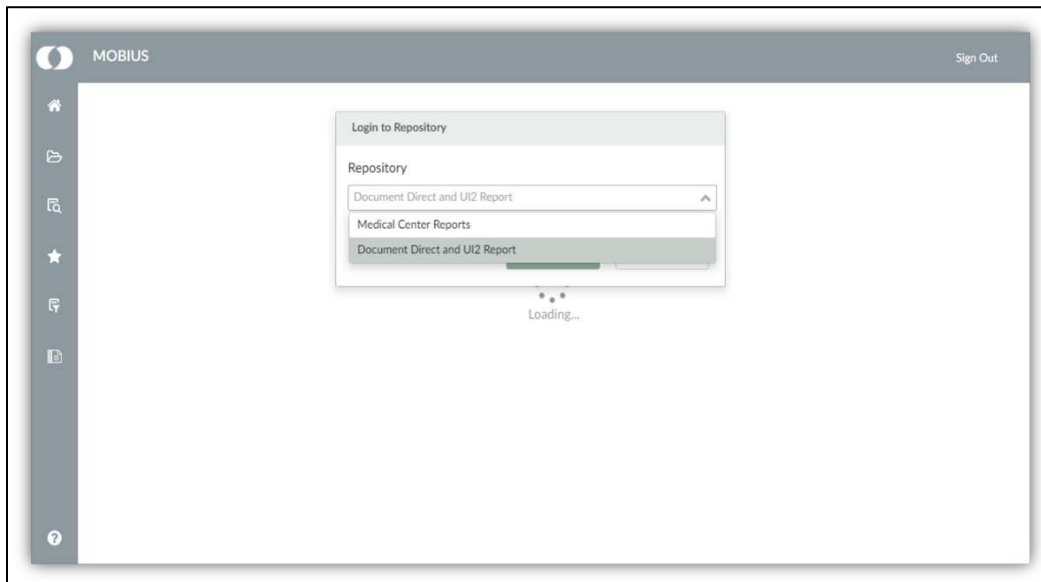 MOBIUS
Sign Out
Login to Repository
Repository
Document Direct and UI2 Report
Medical Center Reports
Document Direct and UI2 Report
Loading...